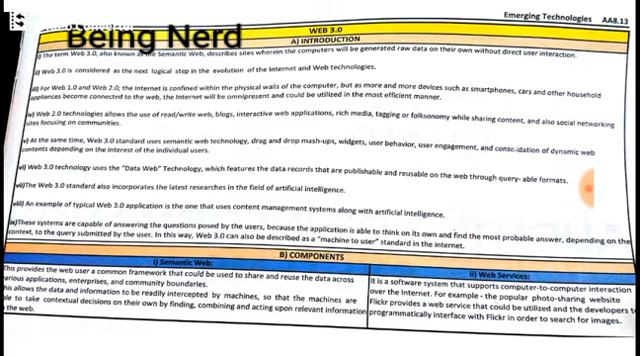 Emerging Technologies AA8.13
Being Nerd
WEB 3.0
A) INTRODUCTION
i) The term Web 3.0, also known as the Semantic Web, describes sites wherein the computers will be generated raw data on their own without direct user interaction.
ii) Web 3.0 is considered as the next logical step in the evolution of the Internet and Web technologies.
iii) For Web 1.0 and Web 2.0; the Internet is confined within the physical walls of the computer, but as more and more devices such as smartphones, cars and other household
appliances become connected to the web, the Internet will be omnipresent and could be utilized in the most efficient manner.
iv) Web 2.0 technologies allows the use of read/write web, blogs, interactive web applications, rich media, tagging or folksonomy while sharing content, and also social networking
sites focusing on communities.
v) At the same time, Web 3.0 standard uses semantic web technology, drag and drop mash-ups, widgets, user behavior, user engagement, and consolidation of dynamic web
contents depending on the interest of the individual users.
vi) Web 3.0 technology uses the "Data Web" Technology, which features the data records that are publishable and reusable on the web through query-able formats.
vii)The Web 3.0 standard also incorporates the latest researches in the field of artificial intelligence.
viii) An example of typical Web 3.0 application is the one that uses content management systems along with artificial intelligence.
ix)These systems are capable of answering the questions posed by the users, because the application is able to think on its own and find the most probable answer, depending on the
context, to the query submitted by the user. In this way, Web 3.0 can also be described as a "machine to user" standard in the internet.
B) COMPONENTS
i) Semantic Web:
This provides the web user a common framework that could be used to share and reuse the data across
various applications, enterprises, and community boundaries.
This allows the data and information to be readily intercepted by machines, so that the machines are
able to take contextual decisions on their own by finding, combining and acting upon relevant information
the web.
ii) Web Services:
It is a software system that supports computer-to-computer interaction
over the Internet. For example - the popular photo-sharing website
Flickr provides a web service that could be utilized and the developers to
programmatically interface with Flickr in order to search for images.